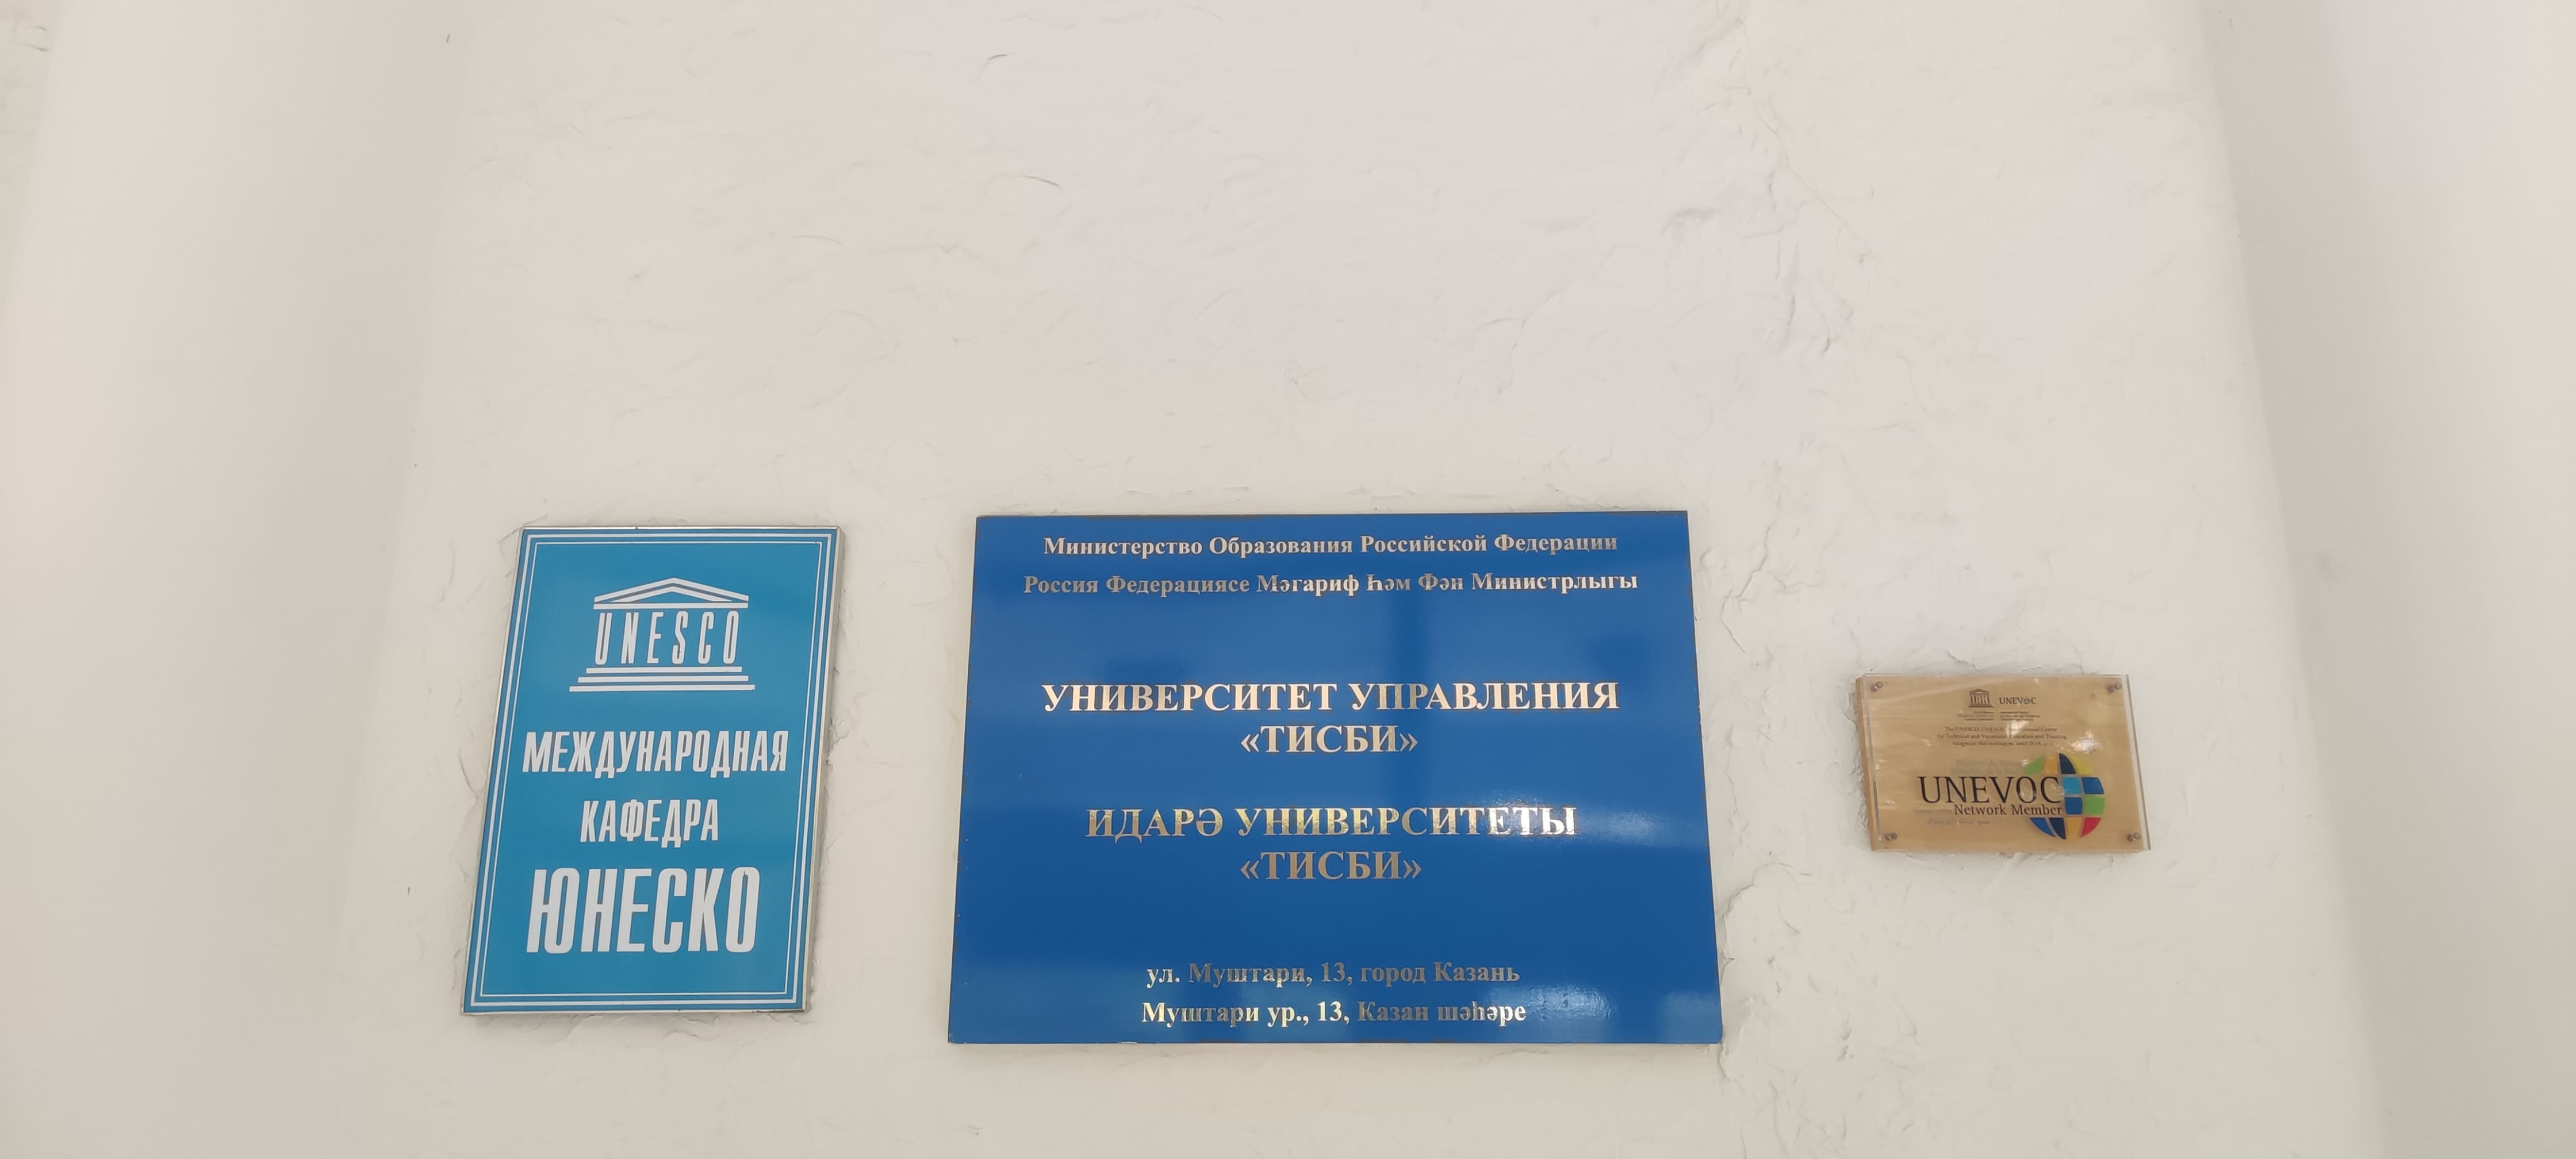 UNESCO
МЕЖДУНАРОДНАЯ
КАФЕДРА
ЮНЕСКО
Министерство Образования Российской Федерации
Россия Федерациясе Мәгариф Һәм Фән Министрлыгы
УНИВЕРСИТЕТ УПРАВЛЕНИЯ
«ТИСБИ»
ИДАРӘ УНИВЕРСИТЕТЫ
«ТИСБИ»
ул. Муштари, 13, город Казань
Муштари ур., 13, Казан шәһәре
UNEVOC
UNEVOC
Network Member